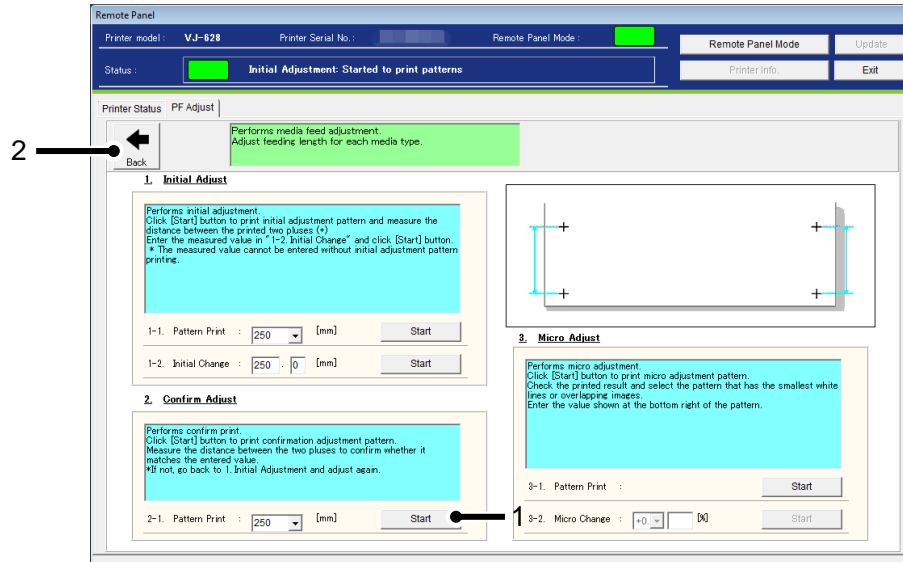 Remote Panel
Printer model : VJ-628 Printer Serial No. : Remote Panel Mode :
Remote Panel Mode Update
Status : Initial Adjustment: Started to print patterns
Printer Info. Exit
Printer Status PF Adjust
2
Back
Performs media feed adjustment.
Adjust feeding length for each media type.
1. Initial Adjust
Performs initial adjustment.
Click [Start] button to print initial adjustment pattern and measure the
distance between the printed two pluses (+)
Enter the measured value in "1-2. Initial Change" and click [Start] button.
* The measured value cannot be entered without initial adjustment pattern
printing.
1-1. Pattern Print : 250 [mm] Start
1-2. Initial Change : 250 . 0 [mm] Start
2. Confirm Adjust
Performs confirm print.
Click [Start] button to print confirmation adjustment pattern.
Measure the distance between the two pluses to confirm whether it
matches the entered value.
*If not, go back to 1. Initial Adjustment and adjust again.
2-1. Pattern Print : 250 [mm] Start
1
3. Micro Adjust
Performs micro adjustment.
Click [Start] button to print micro adjustment pattern.
Check the printed result and select the pattern that has the smallest white
lines or overlapping images.
Enter the value shown at the bottom right of the pattern.
3-1. Pattern Print : Start
3-2. Micro Change : +0. [%] Start